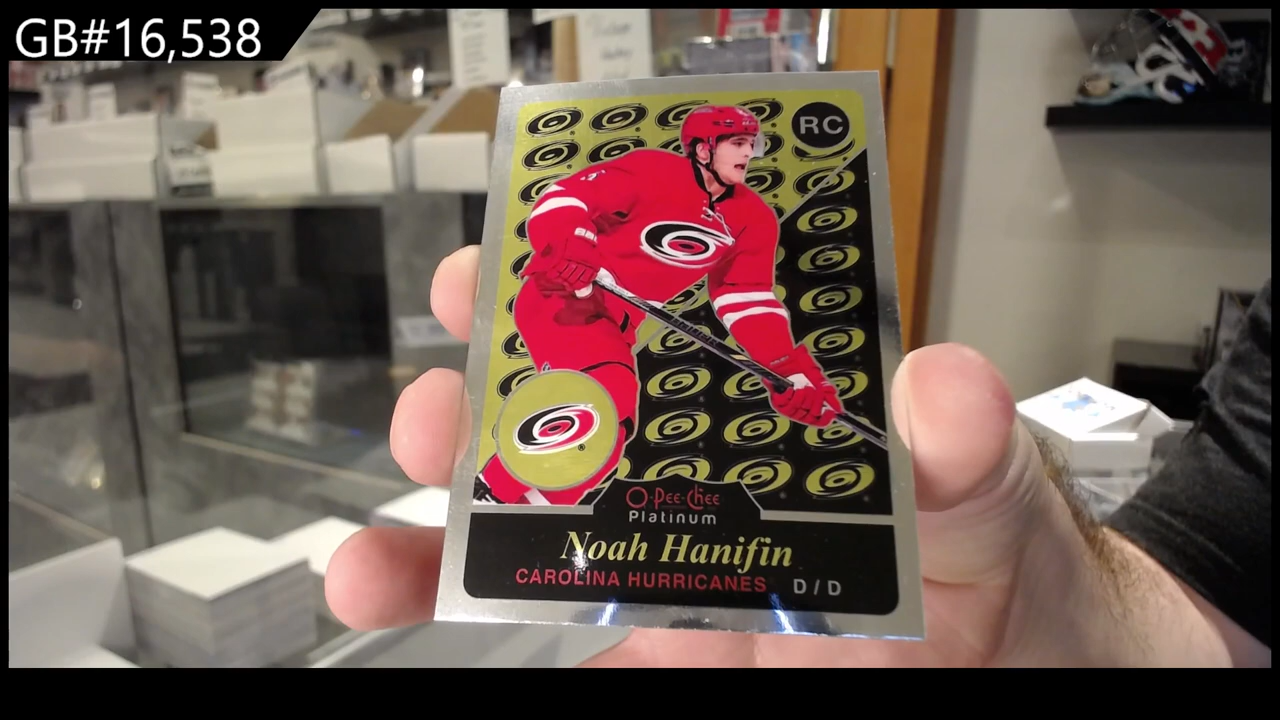 GB#16,538
RC
O-Pee-Chee
Platinum
Noah Hanifin
CAROLINA HURRICANES D/D